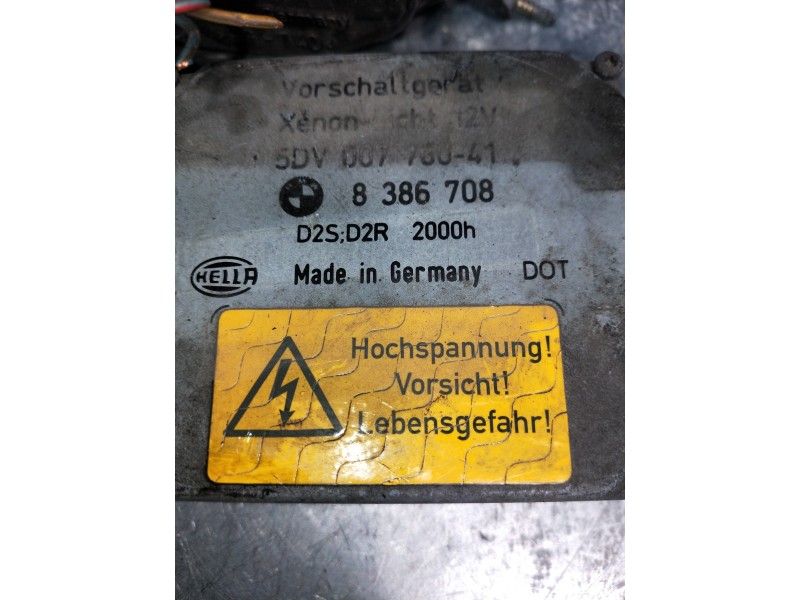 Vorschaltgerät
12V
5DV 007 760-41
8 386 708
D2S;D2R 2000h
HELLA
Made in Germany
DOT
Hochspannung!
Vorsicht!
Lebensgefahr!